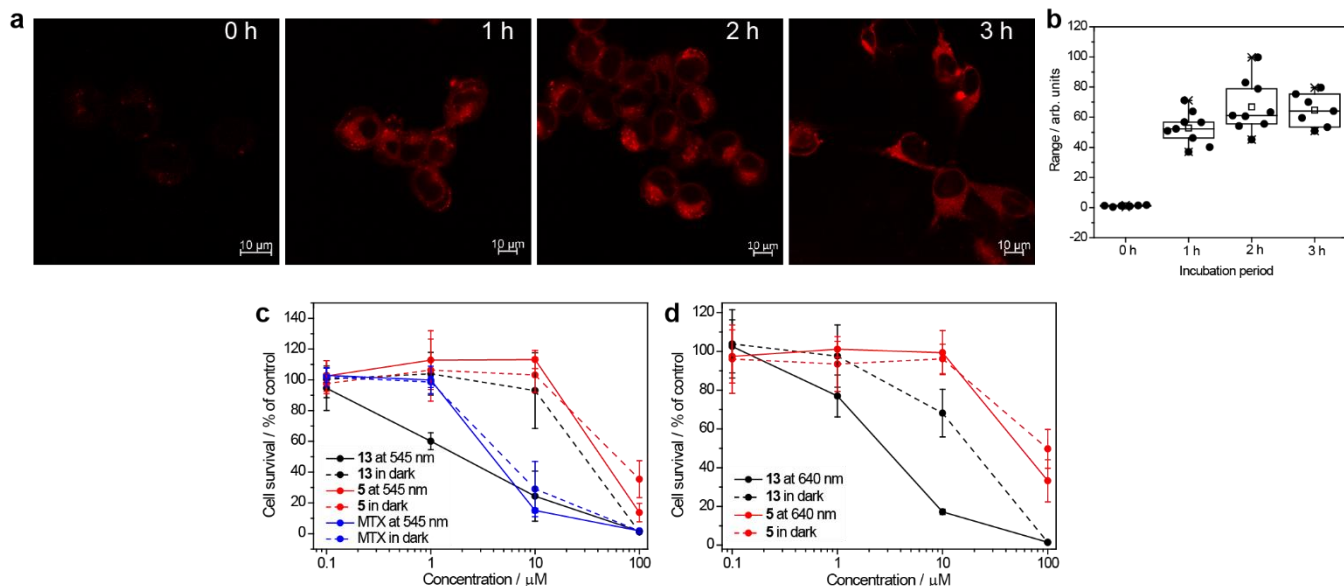 a
0 h
1 h
2 h
3 h
10 µm
10 µm
10 µm
10 µm
b
Range / arb. units
120
100
80
60
40
20
0
-20
0 h
1 h
2 h
3 h
Incubation period
c
Cell survival / % of control
140
120
100
80
60
40
20
0
13 at 545 nm
13 in dark
5 at 545 nm
5 in dark
MTX at 545 nm
MTX in dark
0.1
1
10
100
Concentration / µM
d
Cell survival / % of control
120
100
80
60
40
20
0
13 at 640 nm
13 in dark
5 at 640 nm
5 in dark
0.1
1
10
100
Concentration / µM